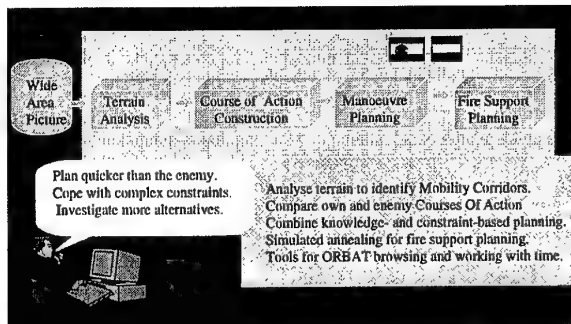 Wide
Area
Picture
Terrain
Analysis
Course of Action
Construction
Manoeuvre
Planning
Fire Support
Planning
Plan quicker than the enemy.
Cope with complex constraints.
Investigate more alternatives.
Analyse terrain to identify Mobility Corridors.
Compare own and enemy Courses Of Action
Combine knowledge- and constraint-based planning.
Simulated annealing for fire support planning.
Tools for ORBAT browsing and working with time.